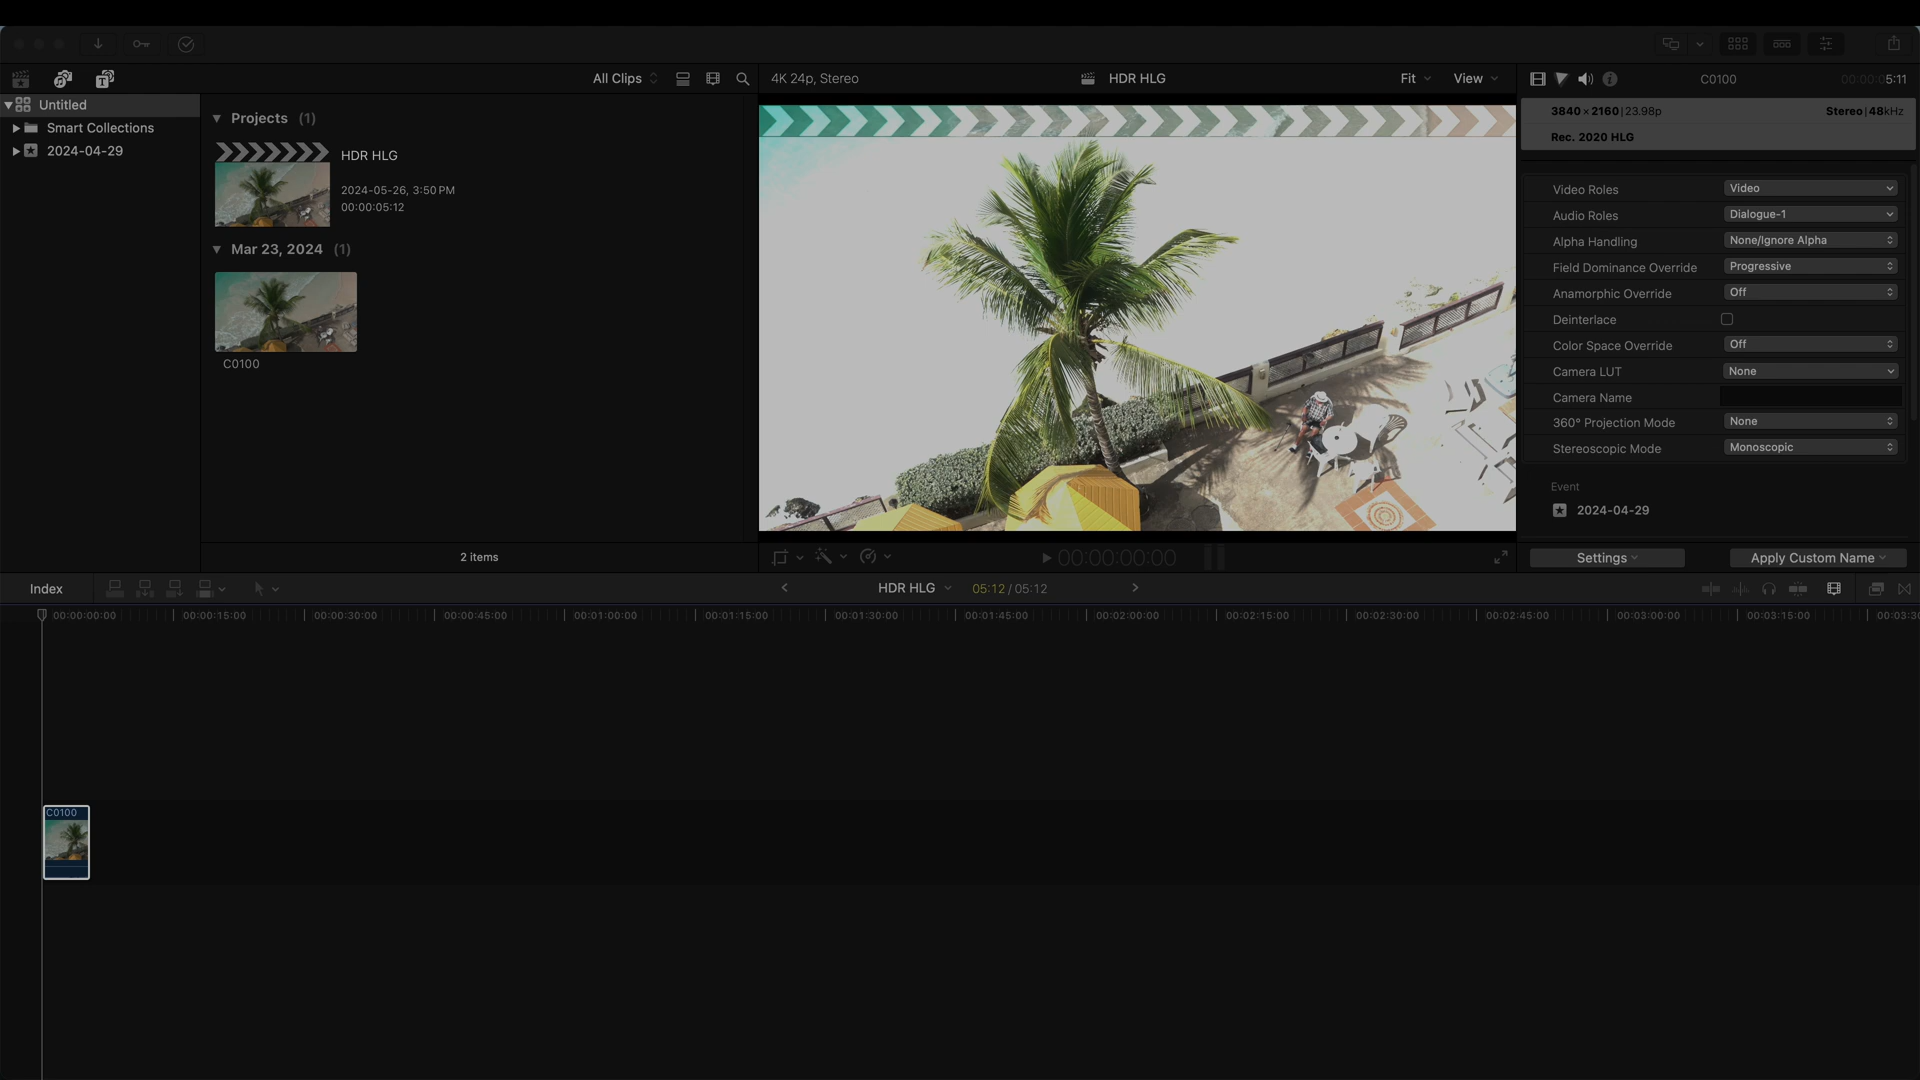 All Clips
4K 24p, Stereo
HDR HLG
Fit
View
C0100
00:00:05:11
Untitled
Smart Collections
2024-04-29
Projects (1)
HDR HLG
2024-05-26, 3:50 PM
00:00:05:12
Mar 23, 2024 (1)
C0100
2 items
3840 × 2160 | 23.98p
Stereo | 48kHz
Rec. 2020 HLG
Video Roles Video
Audio Roles Dialogue-1
Alpha Handling None/Ignore Alpha
Field Dominance Override Progressive
Anamorphic Override Off
Deinterlace
Color Space Override Off
Camera LUT None
Camera Name
360° Projection Mode None
Stereoscopic Mode Monoscopic
Event
2024-04-29
00:00:00:00
Settings
Apply Custom Name
Index
HDR HLG
05:12 / 05:12
00:00:00:00 00:00:15:00 00:00:30:00 00:00:45:00 00:01:00:00 00:01:15:00 00:01:30:00 00:01:45:00 00:02:00:00 00:02:15:00 00:02:30:00 00:02:45:00 00:03:00:00 00:03:15:00 00:03:30
C0100